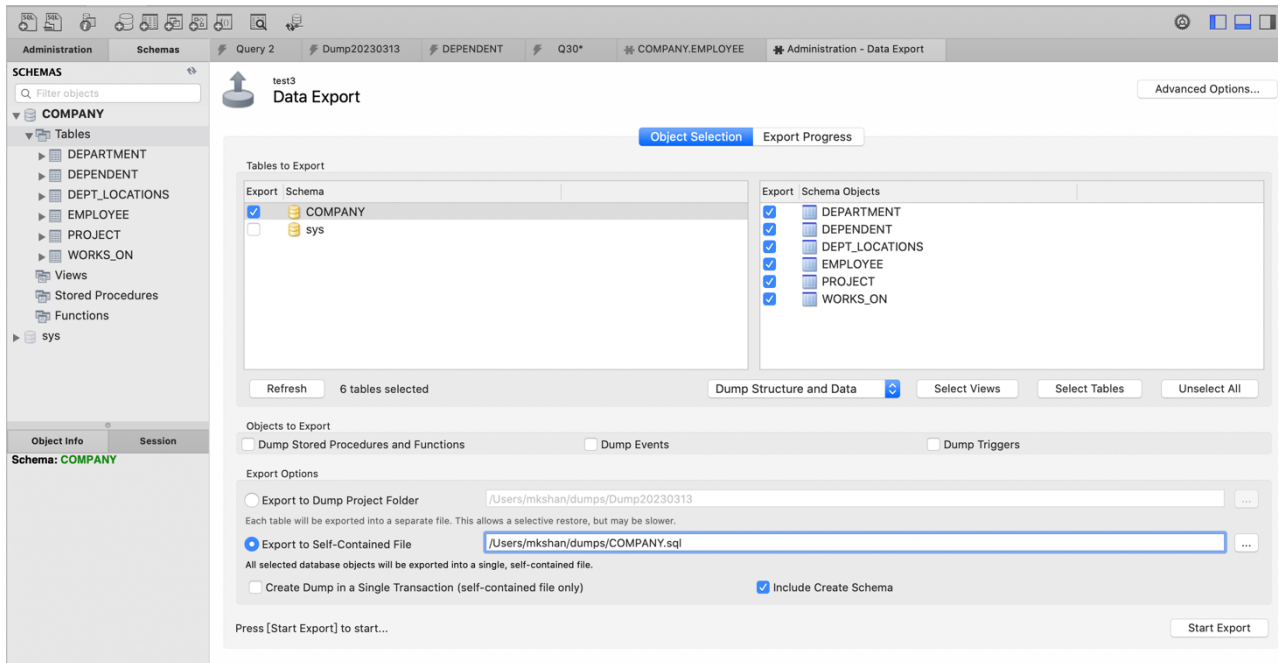 Administration
Schemas
Query 2
Dump20230313
DEPENDENT
Q30*
COMPANY.EMPLOYEE
Administration - Data Export
SCHEMAS
Filter objects
COMPANY
Tables
DEPARTMENT
DEPENDENT
DEPT_LOCATIONS
EMPLOYEE
PROJECT
WORKS_ON
Views
Stored Procedures
Functions
sys
Object Info
Session
Schema: COMPANY
test3
Data Export
Advanced Options...
Object Selection
Export Progress
Tables to Export
Export Schema
COMPANY
sys
Export Schema Objects
DEPARTMENT
DEPENDENT
DEPT_LOCATIONS
EMPLOYEE
PROJECT
WORKS_ON
Refresh
6 tables selected
Dump Structure and Data
Select Views
Select Tables
Unselect All
Objects to Export
Dump Stored Procedures and Functions
Dump Events
Dump Triggers
Export Options
Export to Dump Project Folder
/Users/mkshan/dumps/Dump20230313
...
Each table will be exported into a separate file. This allows a selective restore, but may be slower.
Export to Self-Contained File
/Users/mkshan/dumps/COMPANY.sql
...
All selected database objects will be exported into a single, self-contained file.
Create Dump in a Single Transaction (self-contained file only)
Include Create Schema
Press [Start Export] to start...
Start Export